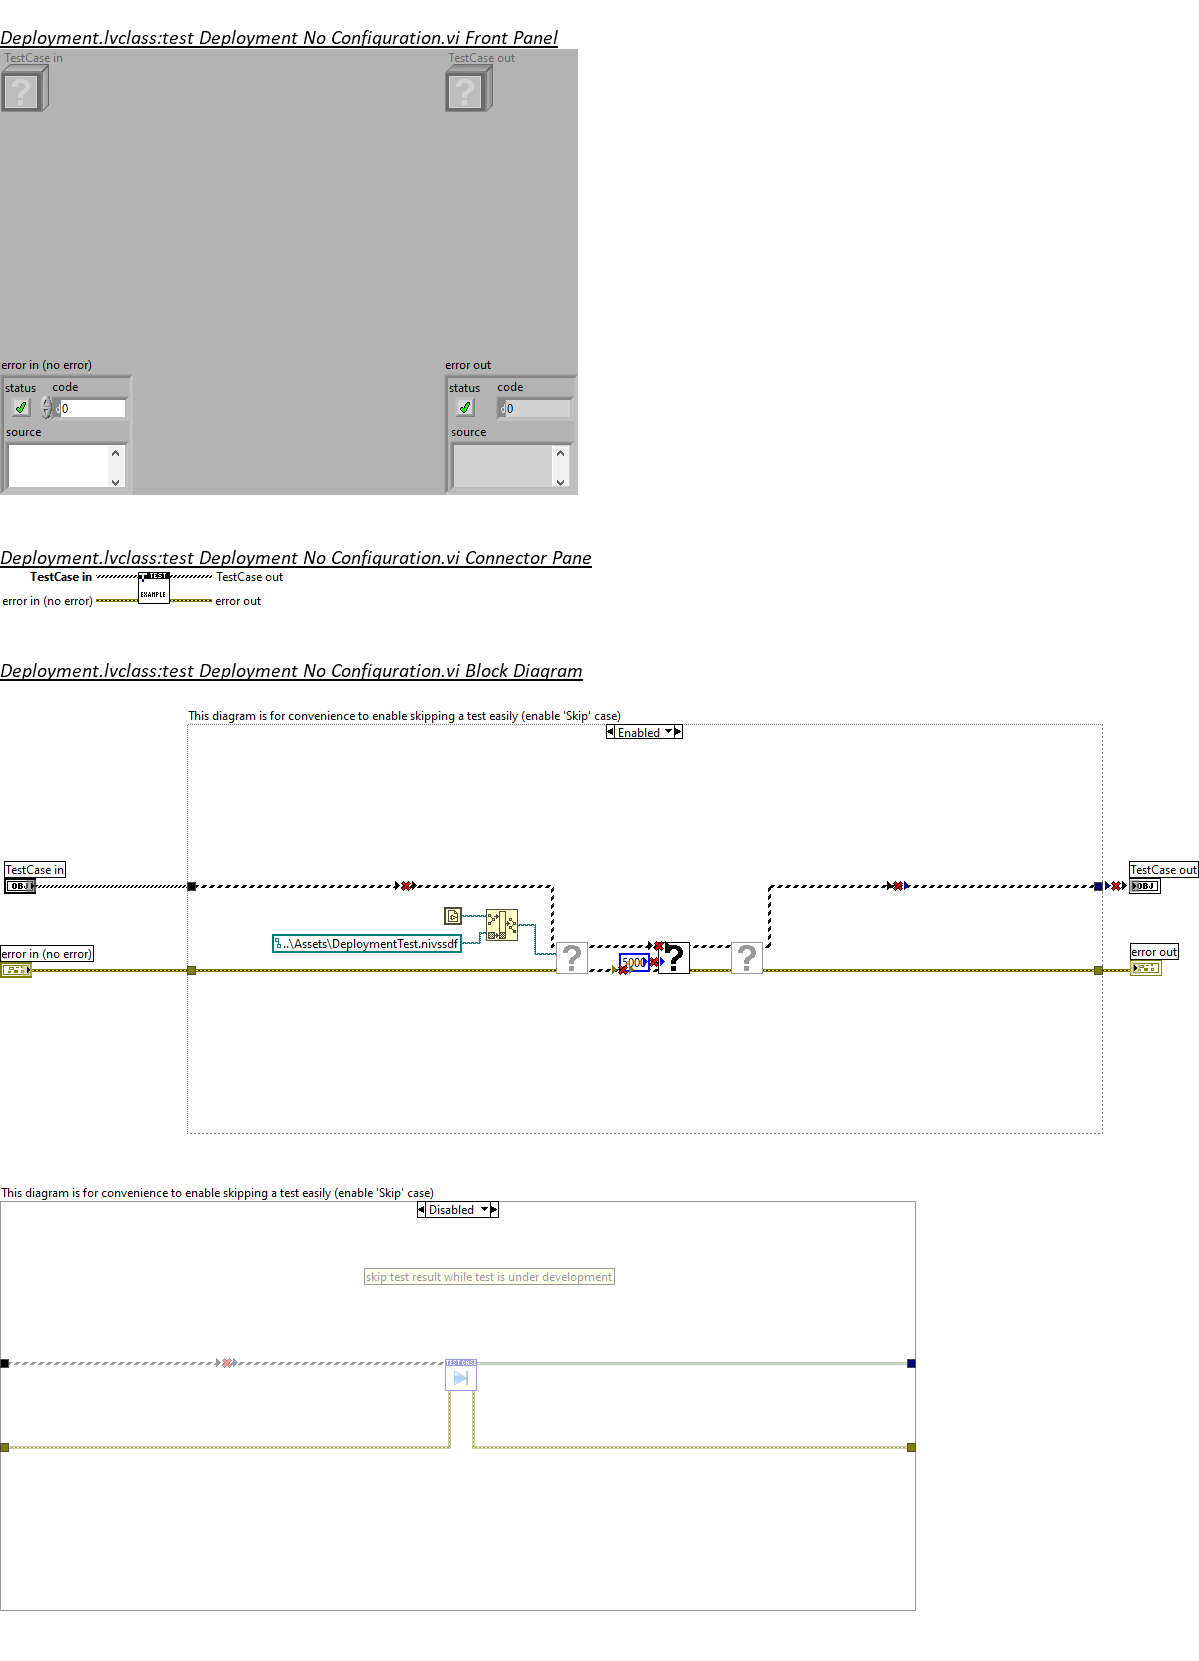 Deployment.lvclass:test Deployment No Configuration.vi Front Panel
TestCase in
TestCase out
error in (no error)
error out
status code
status code
d0
d0
source
source
Deployment.lvclass:test Deployment No Configuration.vi Connector Pane
TestCase in
TEST
TestCase out
error in (no error)
EXAMPLE
error out
Deployment.lvclass:test Deployment No Configuration.vi Block Diagram
This diagram is for convenience to enable skipping a test easily (enable 'Skip' case)
Enabled
TestCase in
OBJ
TestCase out
OBJ
..\Assets\DeploymentTest.nivssdf
error in (no error)
5000
error out
This diagram is for convenience to enable skipping a test easily (enable 'Skip' case)
Disabled
skip test result while test is under development
TEST CASE